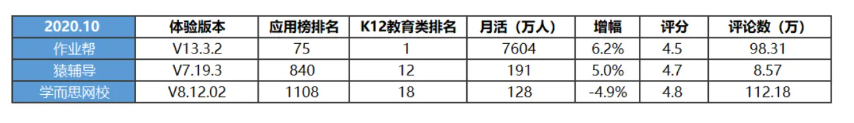 2020.10 体验版本 应用榜排名 K12教育类排名 月活（万人） 增幅 评分 评论数（万）
作业帮 V13.3.2 75 1 7604 6.2% 4.5 98.31
猿辅导 V7.19.3 840 12 191 5.0% 4.7 8.57
学而思网校 V8.12.02 1108 18 128 -4.9% 4.8 112.18